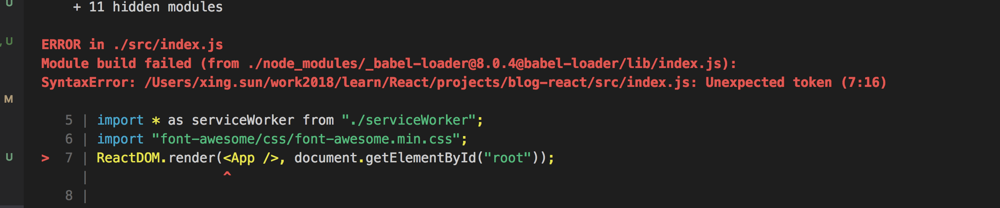 U
+ 11 hidden modules
, U
ERROR in ./src/index.js
Module build failed (from ./node_modules/_babel-loader@8.0.4@babel-loader/lib/index.js):
SyntaxError: /Users/xing.sun/work2018/learn/React/projects/blog-react/src/index.js: Unexpected token (7:16)
M
5 | import * as serviceWorker from "./serviceWorker";
6 | import "font-awesome/css/font-awesome.min.css";
U
> 7 | ReactDOM.render(<App />, document.getElementById("root"));
| ^
8 |